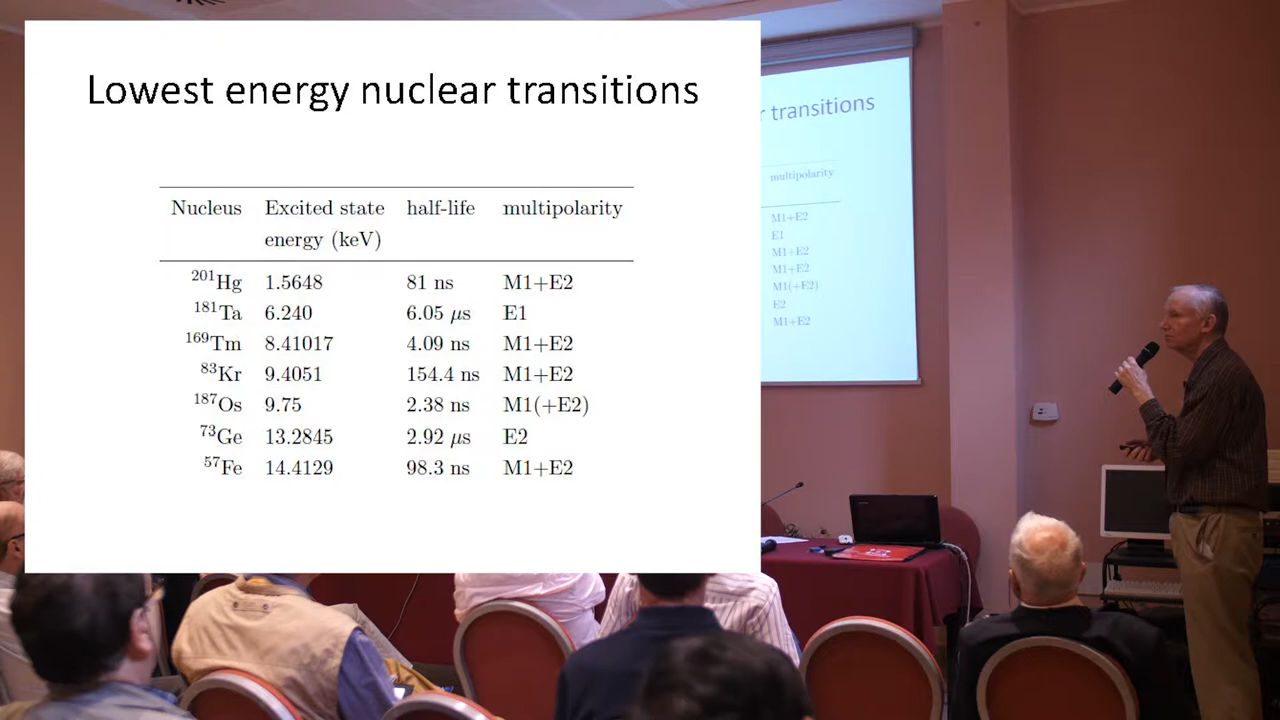 Lowest energy nuclear transitions
Nucleus Excited state half-life multipolarity
energy (keV)
201Hg 1.5648 81 ns M1+E2
181Ta 6.240 6.05 μs E1
169Tm 8.41017 4.09 ns M1+E2
83Kr 9.4051 154.4 ns M1+E2
187Os 9.75 2.38 ns M1(+E2)
73Ge 13.2845 2.92 μs E2
57Fe 14.4129 98.3 ns M1+E2
r transitions
multipolarity
M1+E2
E1
M1+E2
M1+E2
M1(+E2)
E2
M1+E2